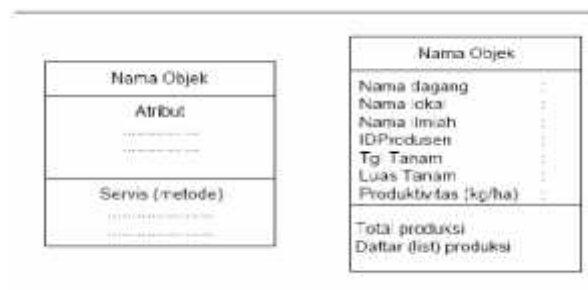 Nama Objek
Atribut
..................
..................
Servis (metode)
........................
........................
Nama Objek
Nama dagang :
Nama lokal :
Nama Ilmiah :
IDProdusen :
Tgl Tanam :
Luas Tanam :
Produktivitas (kg/ha) :
Total produksi
Daftar (list) produksi